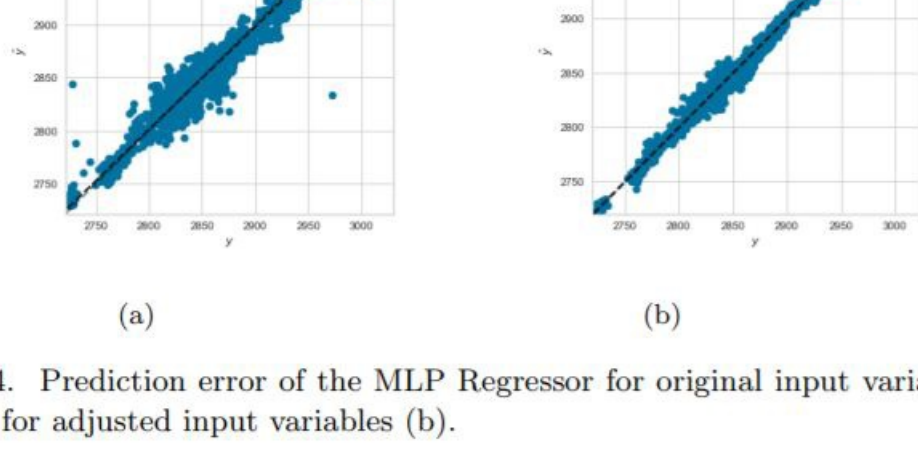 2900 2900
ŷ ŷ
2850 2850
2800 2800
2750 2750
2750 2800 2850 2900 2950 3000 2750 2800 2850 2900 2950 3000
y y
(a) (b)
4. Prediction error of the MLP Regressor for original input varia
for adjusted input variables (b).